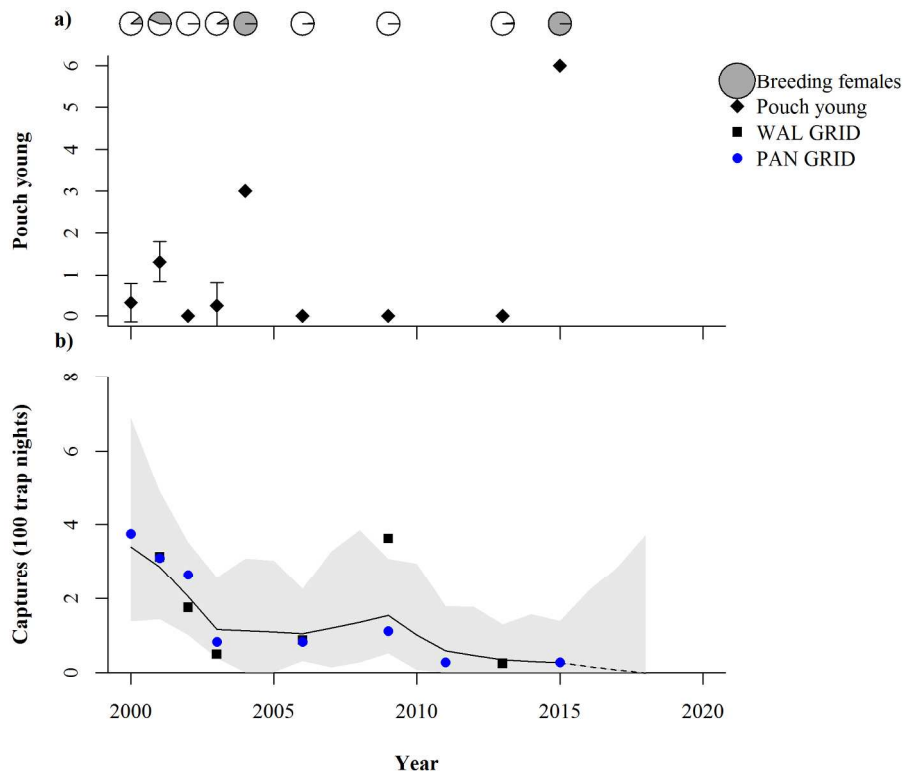 a)
Pouch young
6
5
4
3
2
1
0
Breeding females
Pouch young
WAL GRID
PAN GRID
b)
Captures (100 trap nights)
8
6
4
2
0
2000 2005 2010 2015 2020
Year